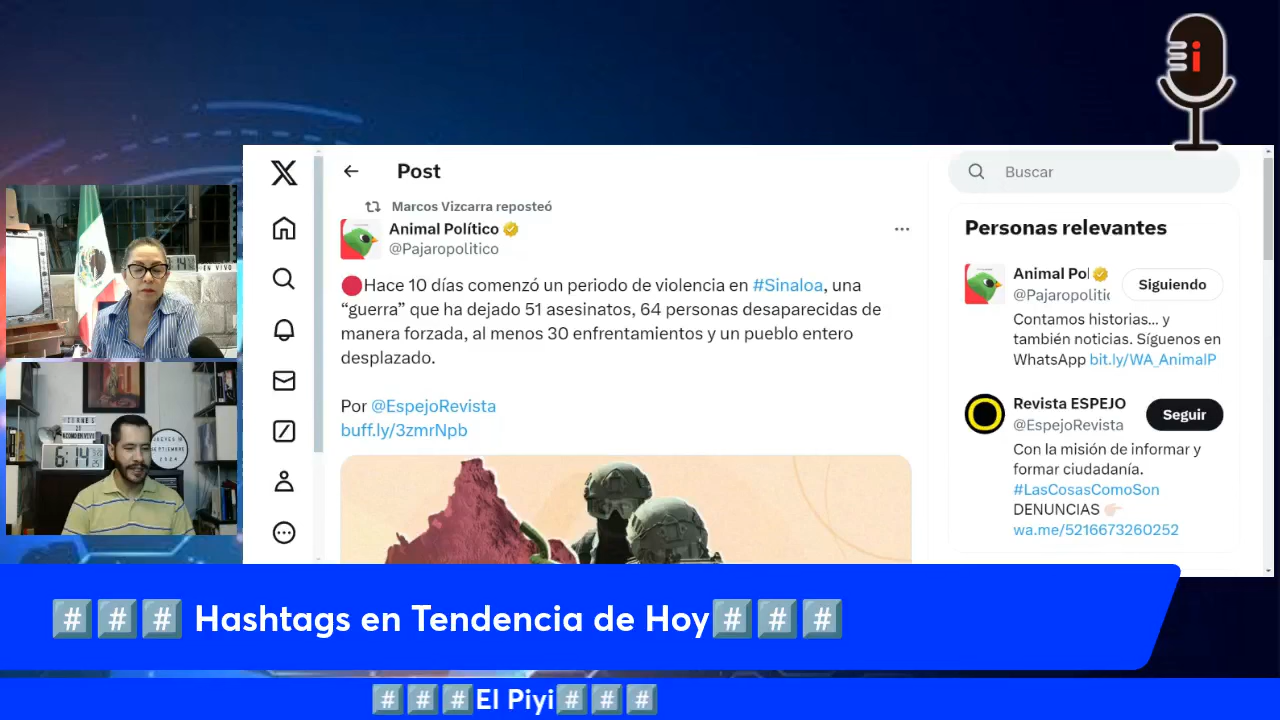 Post
Buscar
Marcos Vizcarra reposteó
Animal Político
@Pajaropolitico
🔴Hace 10 días comenzó un periodo de violencia en #Sinaloa, una
“guerra” que ha dejado 51 asesinatos, 64 personas desaparecidas de
manera forzada, al menos 30 enfrentamientos y un pueblo entero
desplazado.
Por @EspejoRevista
buff.ly/3zmrNpb
Personas relevantes
Animal Pol
@Pajaropolitic
Siguiendo
Contamos historias... y
también noticias. Síguenos en
WhatsApp bit.ly/WA_AnimalP
Revista ESPEJO
@EspejoRevista
Seguir
Con la misión de informar y
formar ciudadanía.
#LasCosasComoSon
DENUNCIAS 👉🏻
wa.me/5216673260252
EN VIVO
6:14
SEPTIEMBRE
2024
#️⃣#️⃣#️⃣ Hashtags en Tendencia de Hoy#️⃣#️⃣#️⃣
#️⃣#️⃣#️⃣El Piyi#️⃣#️⃣#️⃣